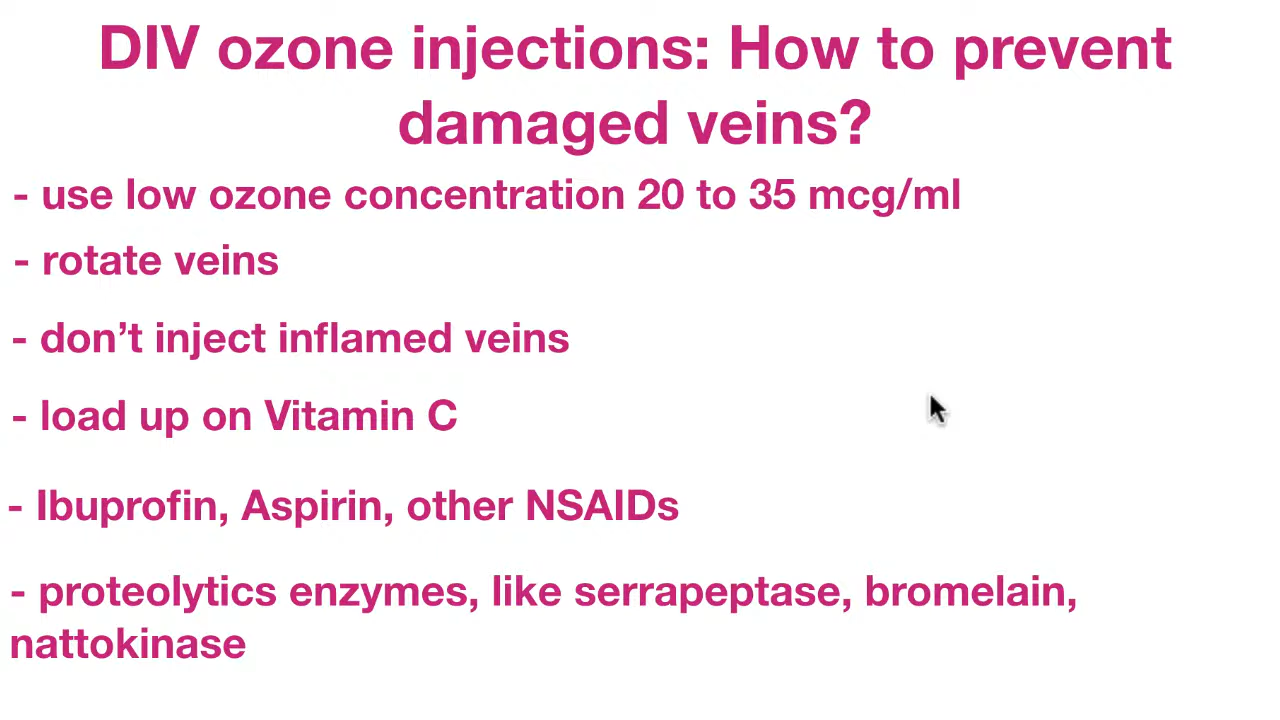 DIV ozone injections: How to prevent
damaged veins?
- use low ozone concentration 20 to 35 mcg/ml
- rotate veins
- don’t inject inflamed veins
- load up on Vitamin C
- Ibuprofin, Aspirin, other NSAIDs
- proteolytics enzymes, like serrapeptase, bromelain,
nattokinase